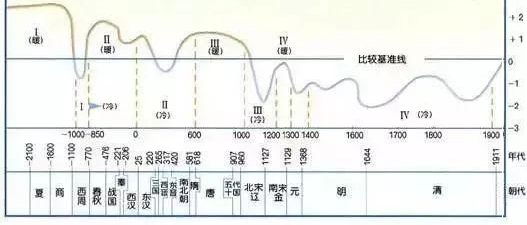 +2
+1
0
-1
-2
-3
I
(暖)
II
(暖)
III
(暖)
IV
(暖)
比较基准线
I
(冷)
II
(冷)
III
(冷)
IV
(冷)
-1000 -850 0 600 1000 1200 1300 1400 1600 1700 1800 1900
-2100 -1600 -1100 -770 -476 -221 -206 25 220 265 317 420 581 618 907 960 1127 1129 1368 1644 1911 年代
夏 商 西周 春秋 战国 秦 西汉 东汉 三国 西晋 东晋 南北朝 隋 唐 五代十国 北宋辽 南宋金 元 明 清 朝代